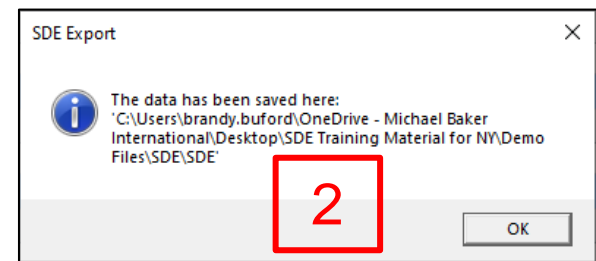 SDE Export
The data has been saved here:
'C:\Users\brandy.buford\OneDrive - Michael Baker
International\Desktop\SDE Training Material for NY\Demo
Files\SDE\SDE'
2
OK